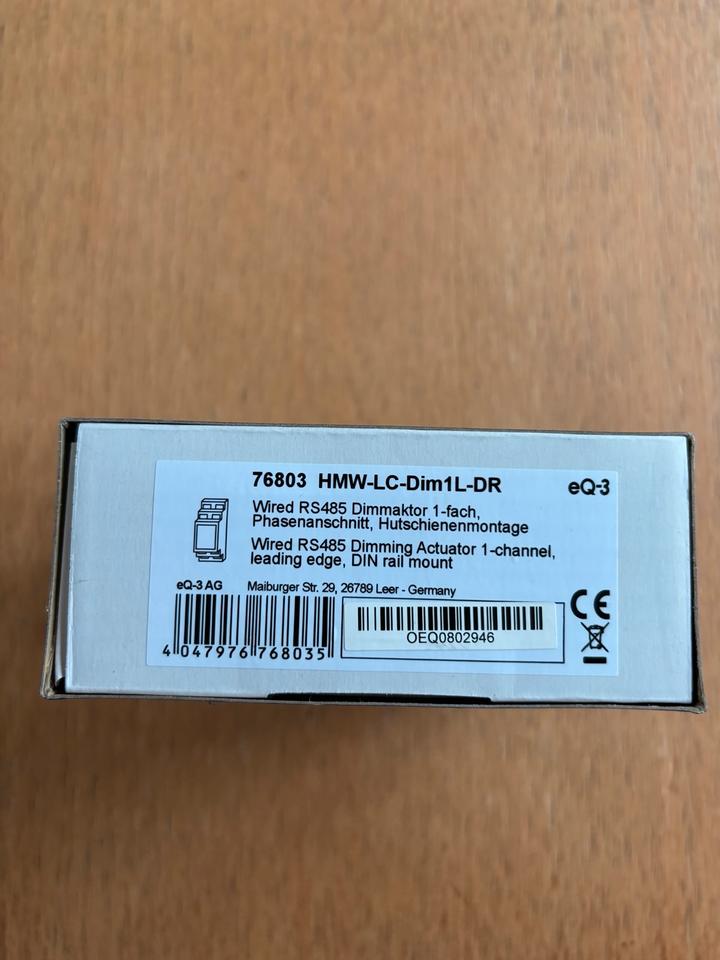 76803 HMW-LC-Dim1L-DR eQ-3
Wired RS485 Dimmaktor 1-fach,
Phasenanschnitt, Hutschienenmontage
Wired RS485 Dimming Actuator 1-channel,
leading edge, DIN rail mount
eQ-3 AG Maiburger Str. 29, 26789 Leer - Germany
CE
4 047976 768035
OEQ0802946